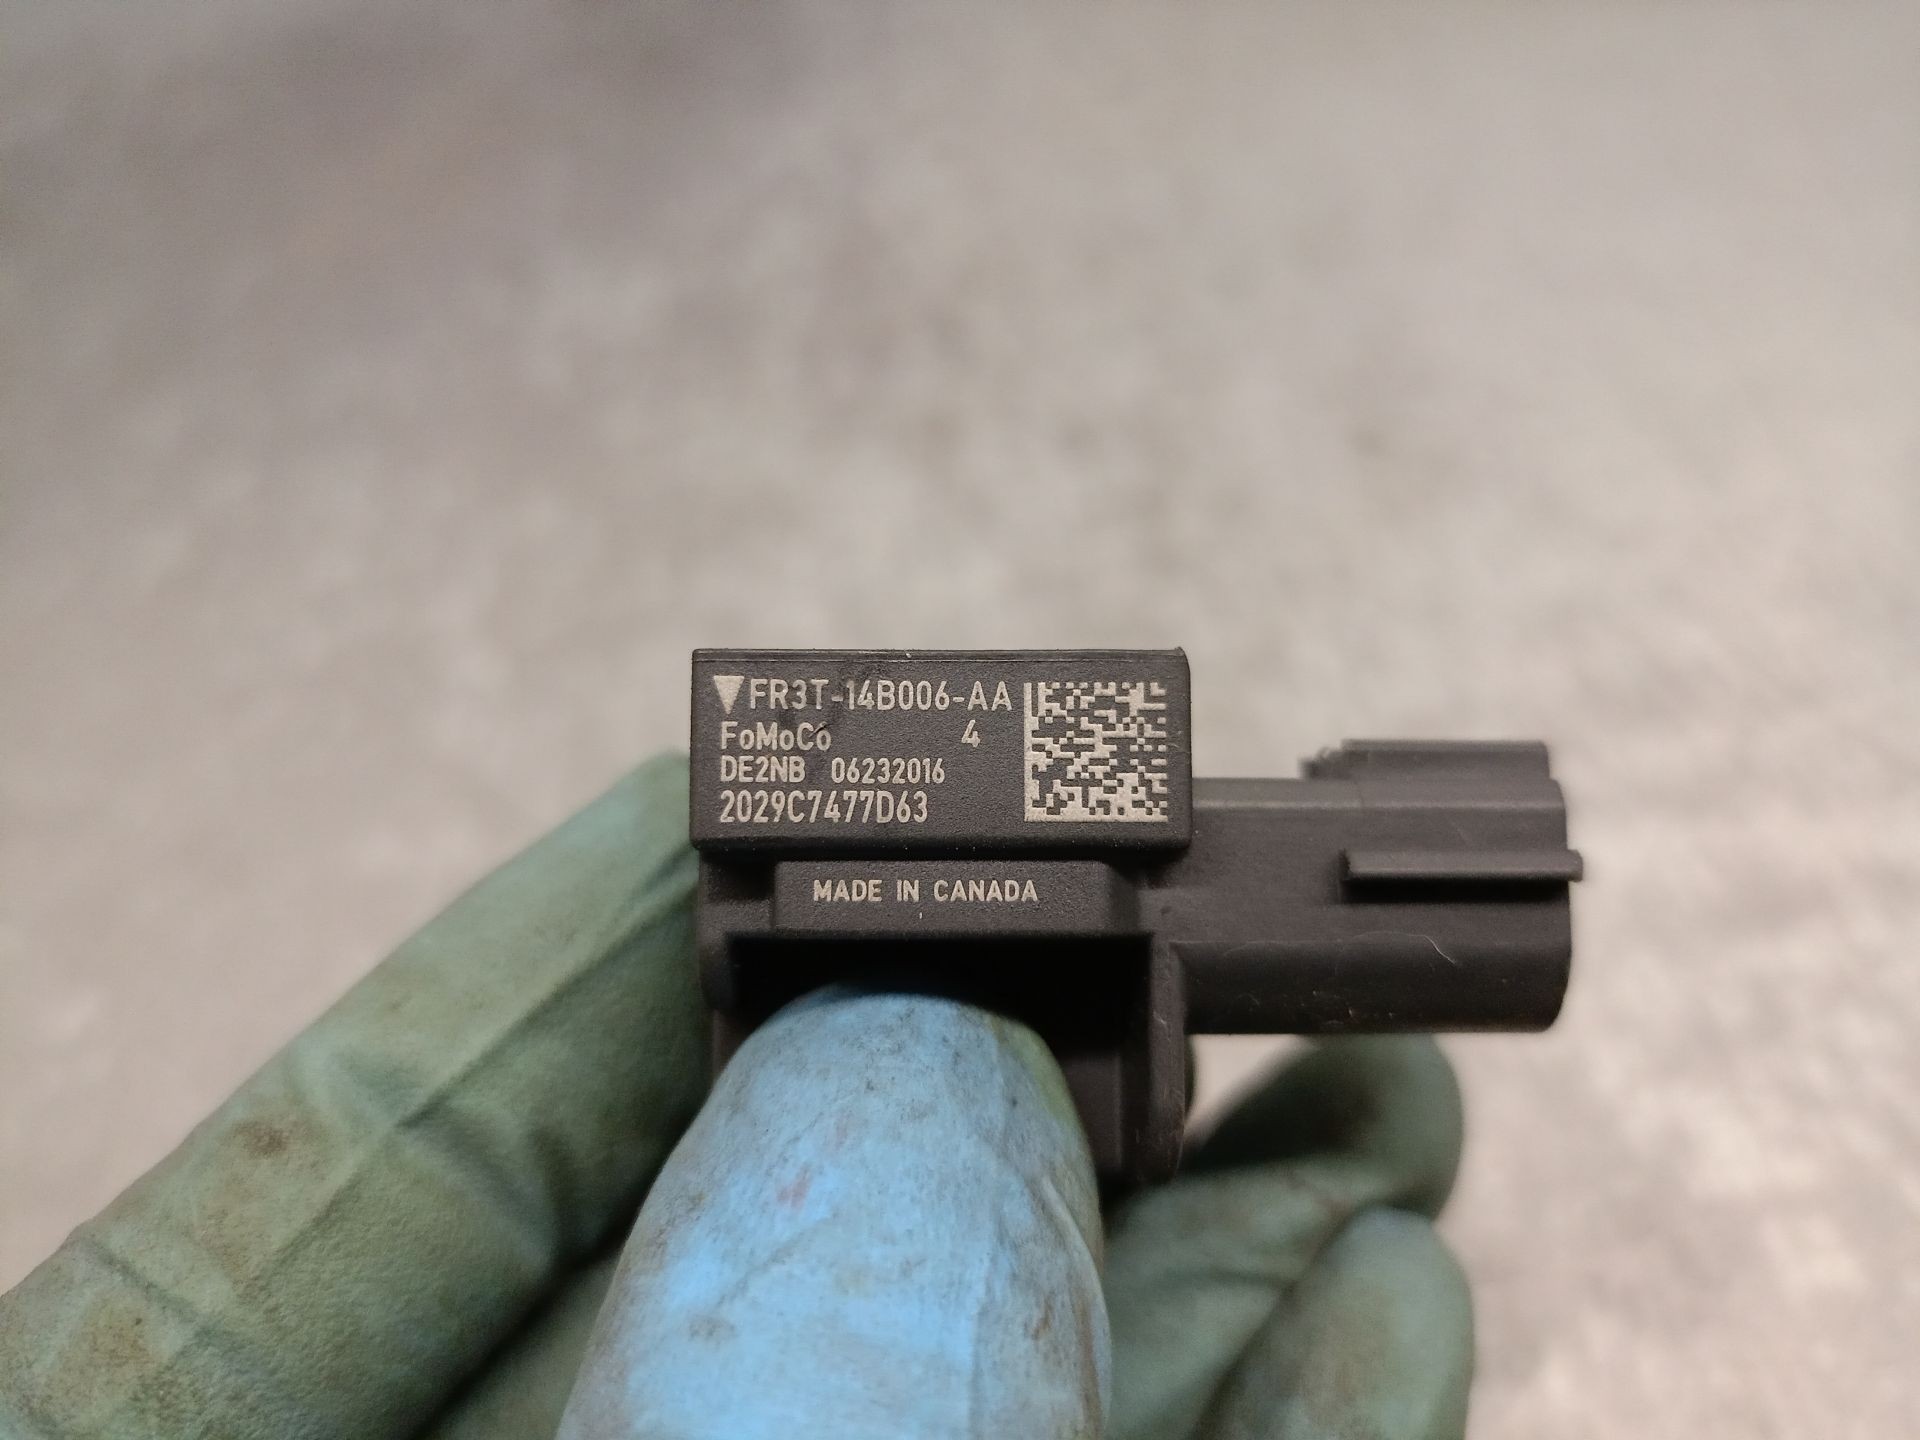 FR3T-14B006-AA
FoMoCo 4
DE2NB 06232016
2029C7477D63
MADE IN CANADA